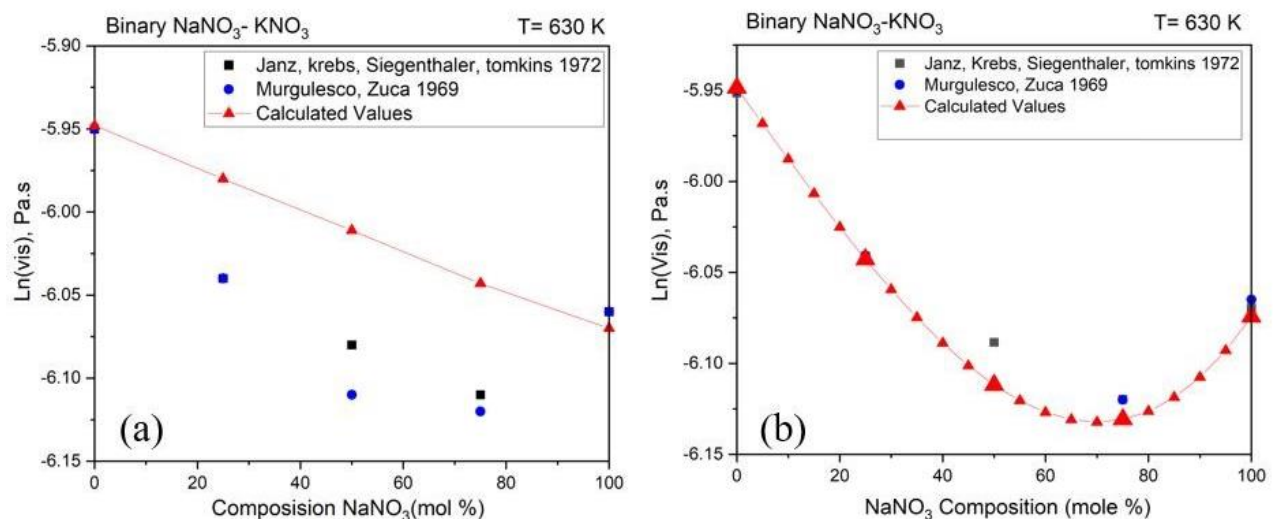 Binary NaNO₃- KNO₃ T= 630 K
-5.90
-5.95
-6.00
-6.05
-6.10
-6.15
Ln(vis), Pa.s
Janz, krebs, Siegenthaler, tomkins 1972
Murgulesco, Zuca 1969
Calculated Values
(a)
0 20 40 60 80 100
Composision NaNO₃(mol %)
Binary NaNO₃-KNO₃ T= 630 K
-5.95
-6.00
-6.05
-6.10
-6.15
Ln(Vis), Pa.s
Janz, Krebs, Siegenthaler, tomkins 1972
Murgulesco, Zuca 1969
Calculated Values
(b)
0 20 40 60 80 100
NaNO₃ Composition (mole %)